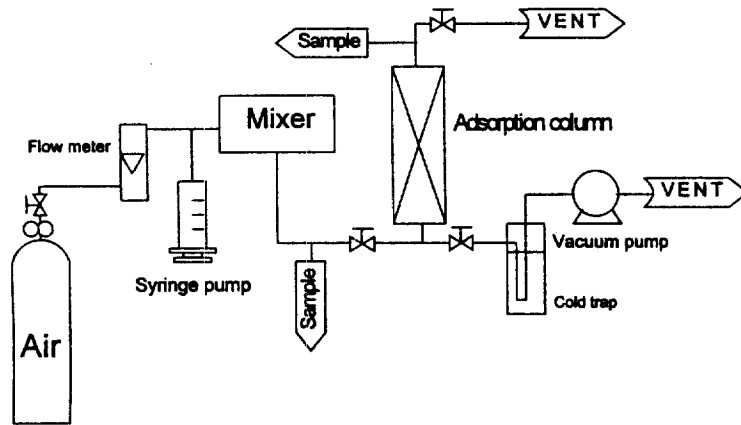 Sample
VENT
Mixer
Adsorption column
Flow meter
VENT
Vacuum pump
Syringe pump
Sample
Cold trap
Air